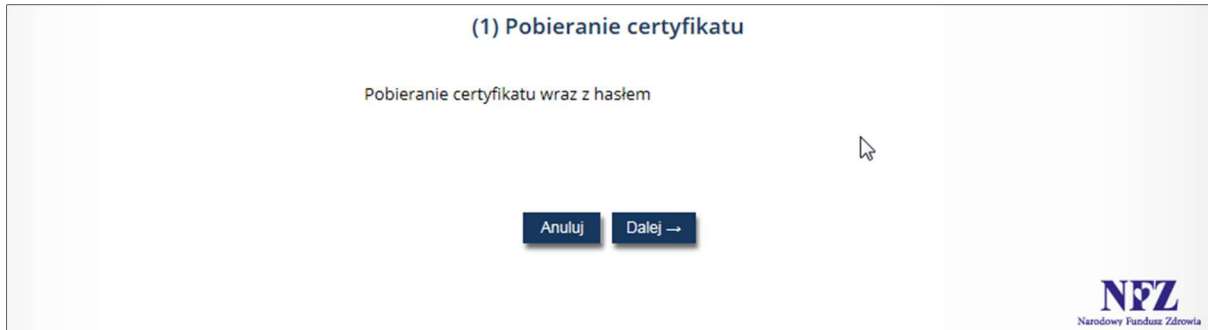 (1) Pobieranie certyfikatu
Pobieranie certyfikatu wraz z hasłem
Anuluj
Dalej →
NFZ
Narodowy Fundusz Zdrowia